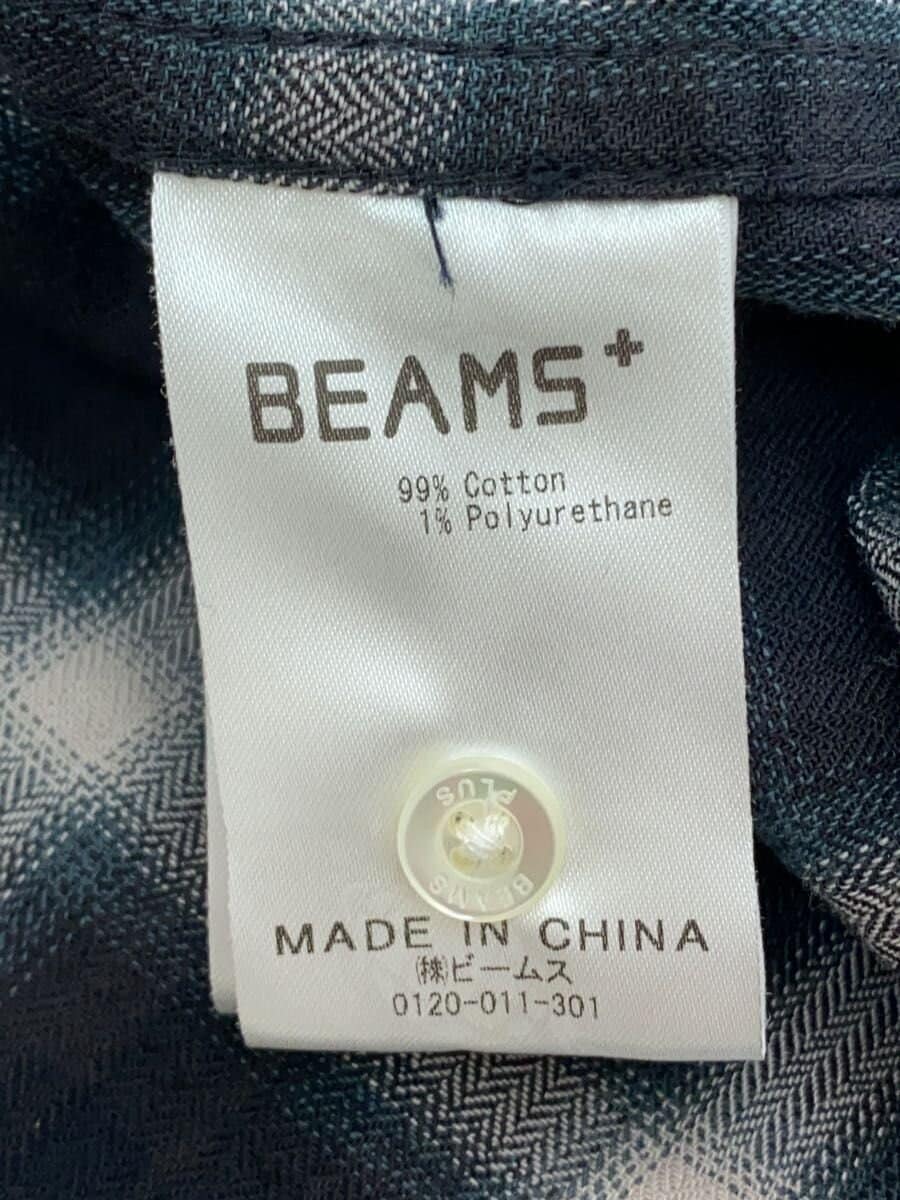 BEAMS+
99% Cotton
1% Polyurethane
PLUS
BEAMS
MADE IN CHINA
㈱ビームス
0120-011-301